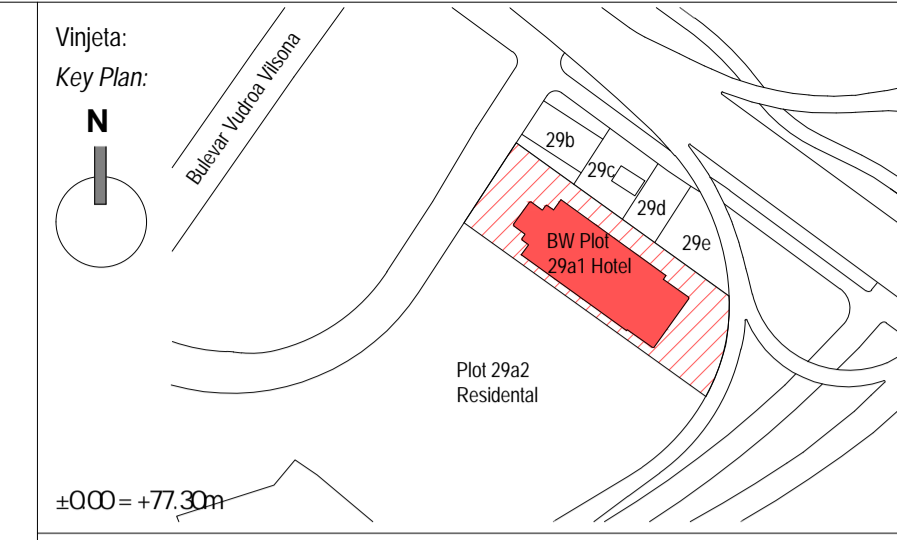 Vinjeta:
Key Plan:
N
Bulevar Vudroa Vilsona
29b
29c
29d
29e
BW Plot
29a1 Hotel
Plot 29a2
Residental
±0.00 = +77.30m